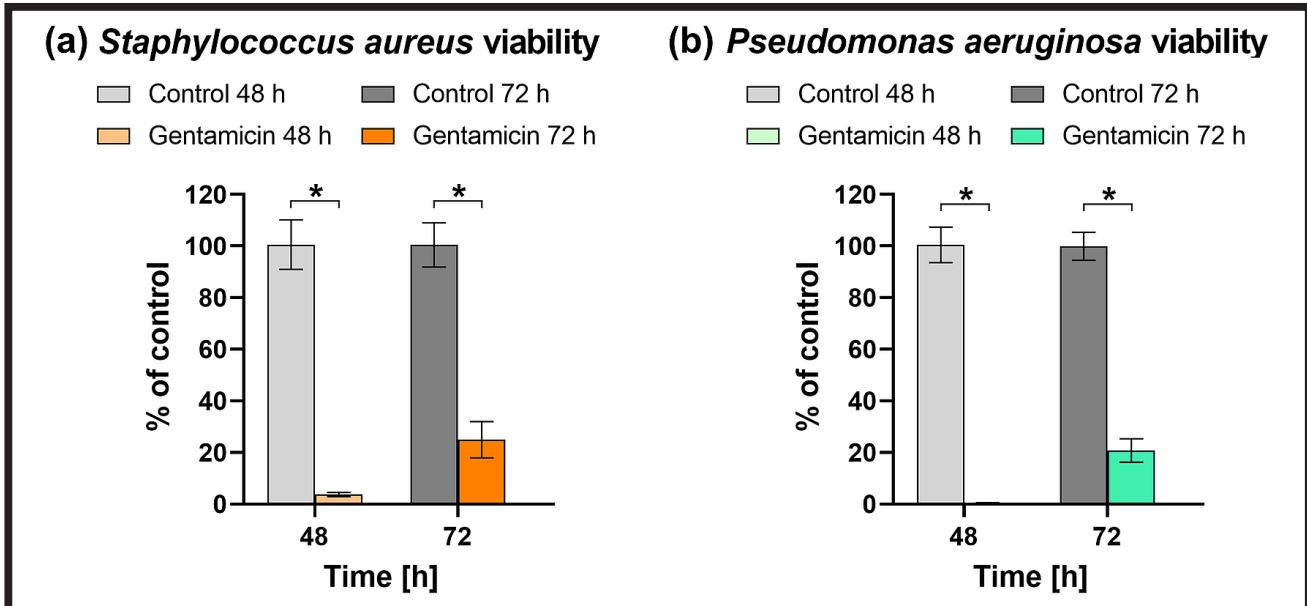 (a) Staphylococcus aureus viability
Control 48 h Control 72 h
Gentamicin 48 h Gentamicin 72 h
% of control
120
100
80
60
40
20
0
* *
48 72
Time [h]
(b) Pseudomonas aeruginosa viability
Control 48 h Control 72 h
Gentamicin 48 h Gentamicin 72 h
% of control
120
100
80
60
40
20
0
* *
48 72
Time [h]